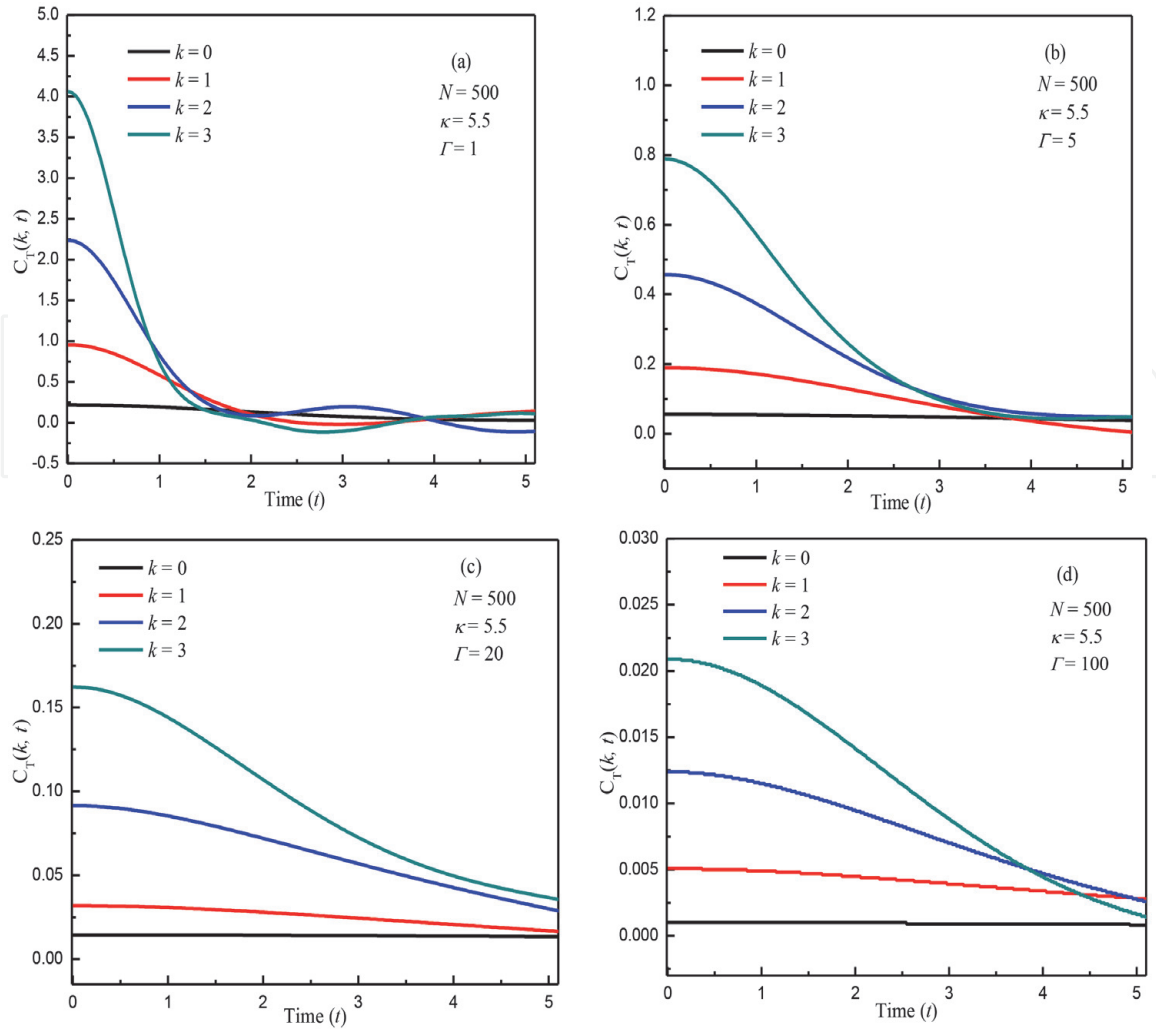 5.0
4.5
4.0
3.5
3.0
2.5
2.0
1.5
1.0
0.5
0.0
-0.5
C_T(k, t)
k = 0
k = 1
k = 2
k = 3
(a)
N = 500
κ = 5.5
Γ = 1
0 1 2 3 4 5
Time (t)
1.2
1.0
0.8
0.6
0.4
0.2
0.0
C_T(k, t)
k = 0
k = 1
k = 2
k = 3
(b)
N = 500
κ = 5.5
Γ = 5
0 1 2 3 4 5
Time (t)
0.25
0.20
0.15
0.10
0.05
0.00
C_T(k, t)
k = 0
k = 1
k = 2
k = 3
(c)
N = 500
κ = 5.5
Γ = 20
0 1 2 3 4 5
Time (t)
0.030
0.025
0.020
0.015
0.010
0.005
0.000
C_T(k, t)
k = 0
k = 1
k = 2
k = 3
(d)
N = 500
κ = 5.5
Γ = 100
0 1 2 3 4 5
Time (t)